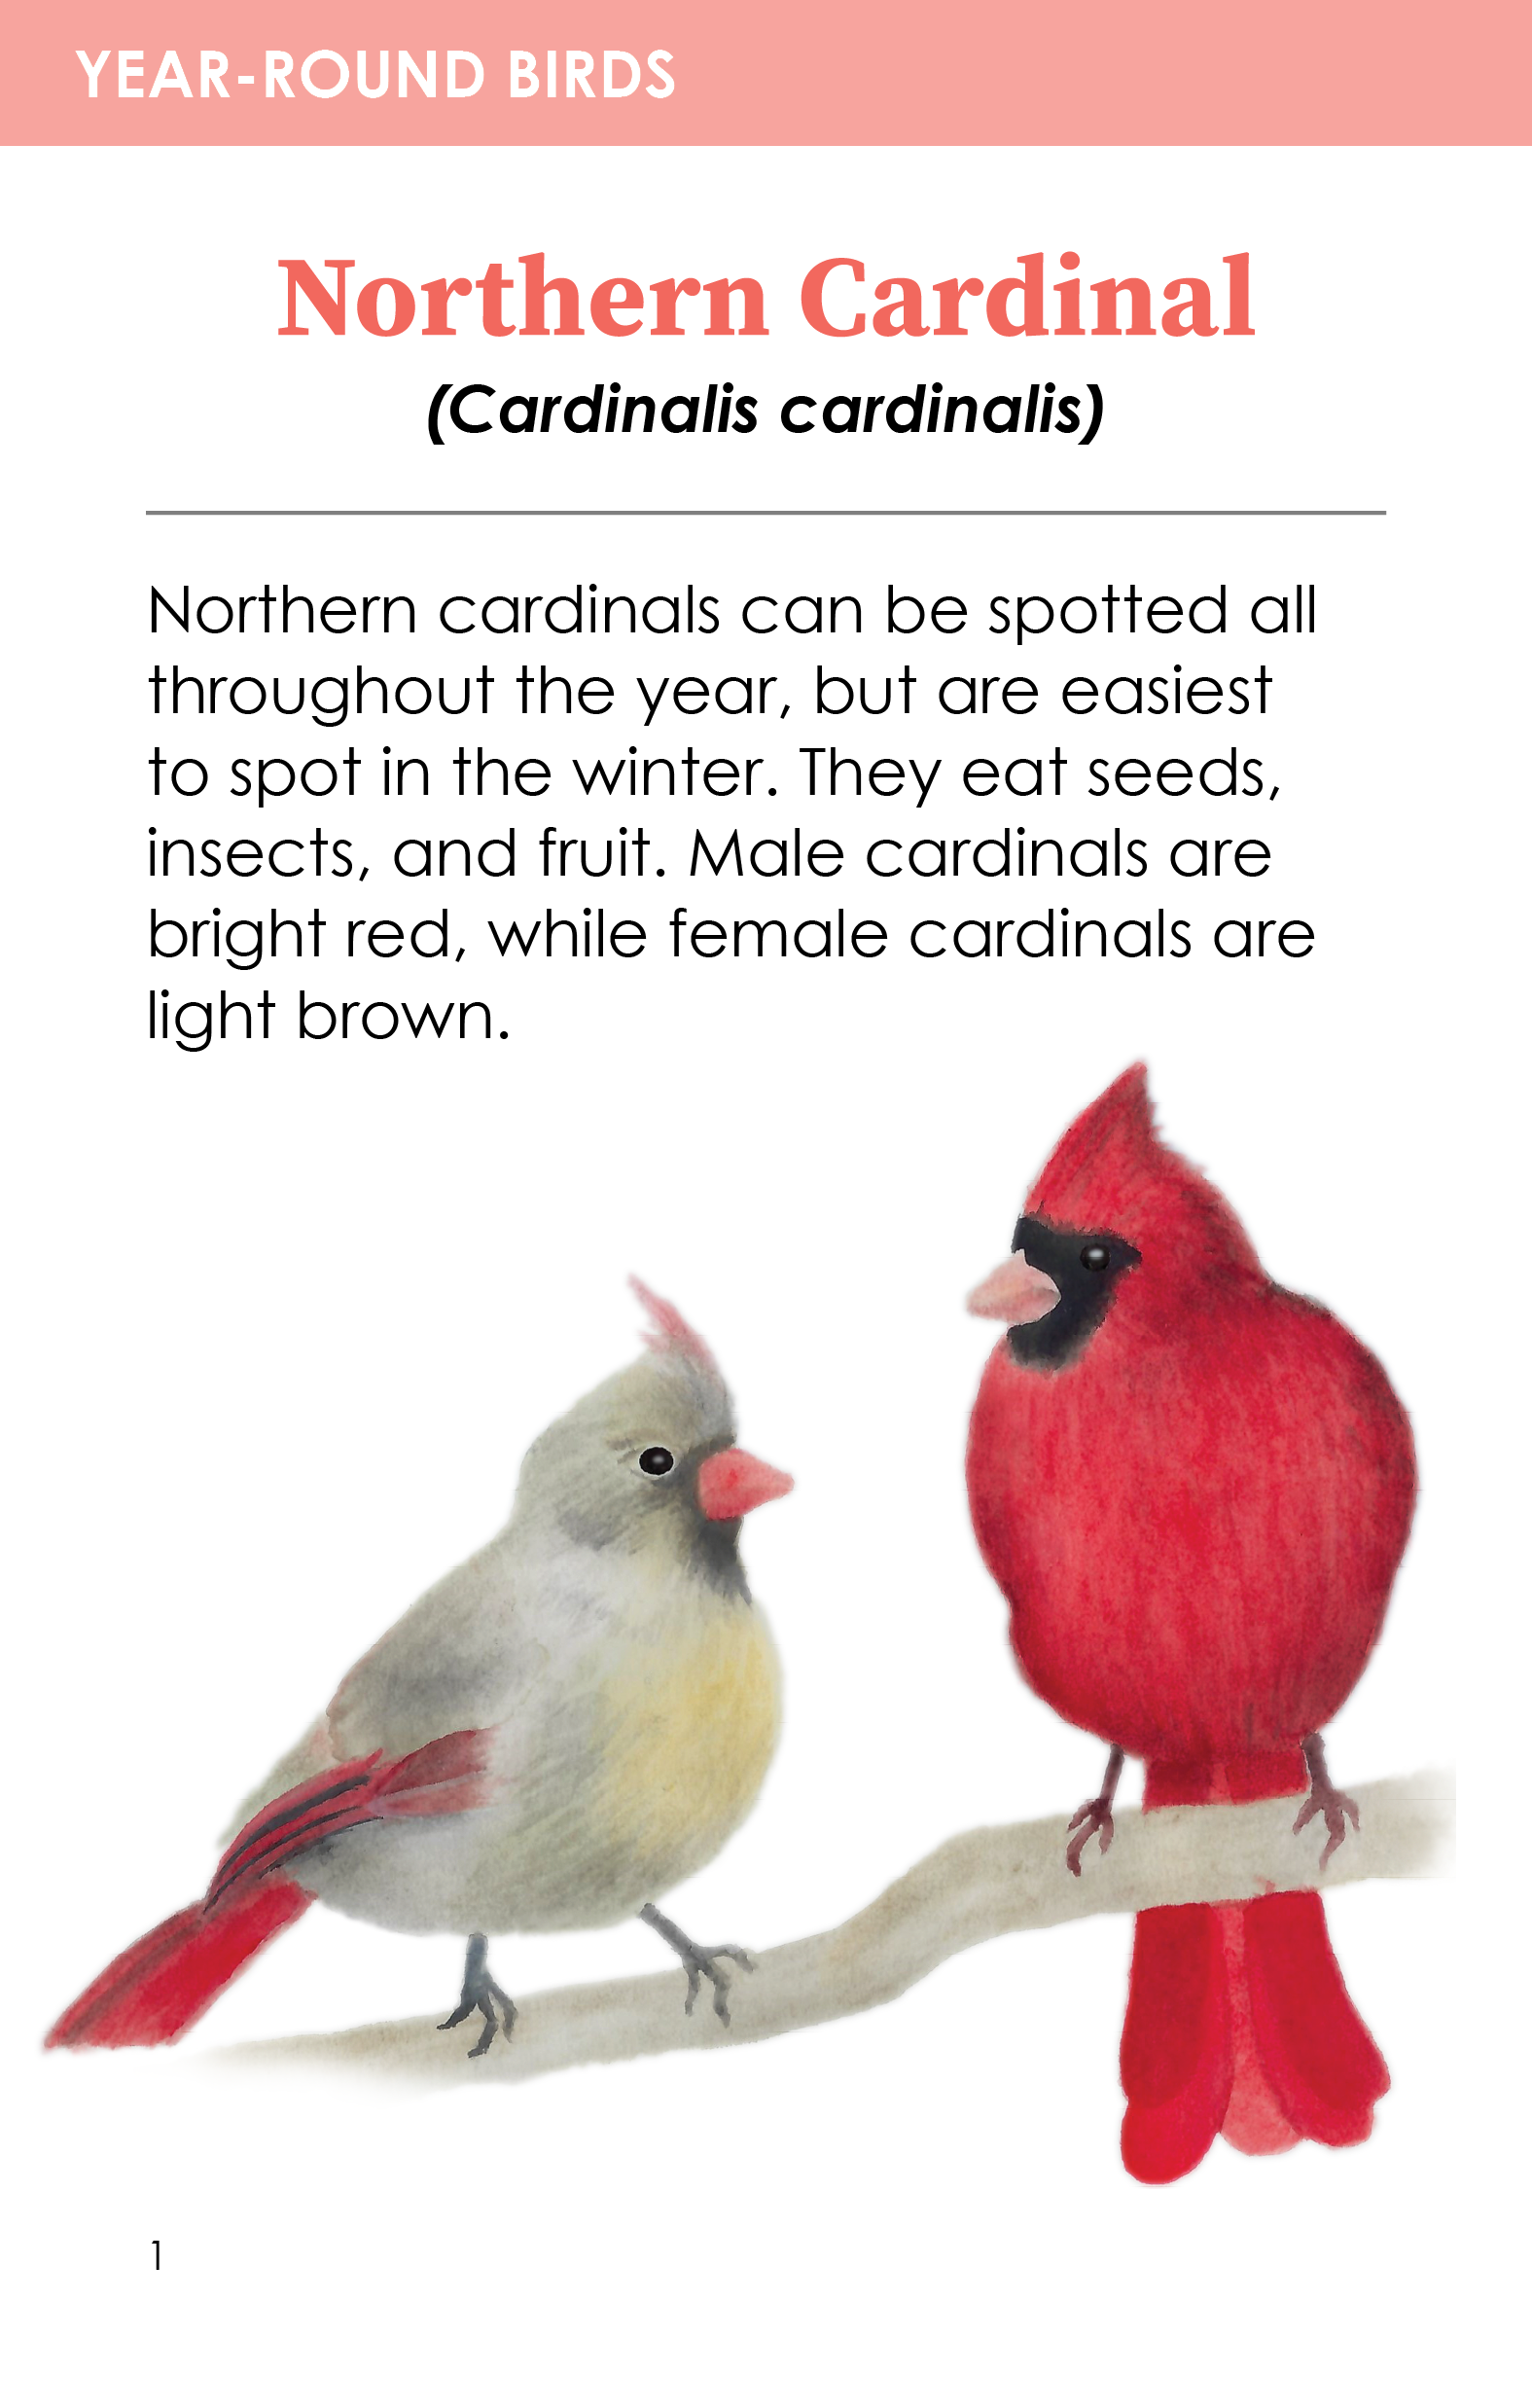 YEAR-ROUND BIRDS
Northern Cardinal
(Cardinalis cardinalis)
Northern cardinals can be spotted all
throughout the year, but are easiest
to spot in the winter. They eat seeds,
insects, and fruit. Male cardinals are
bright red, while female cardinals are
light brown.
1